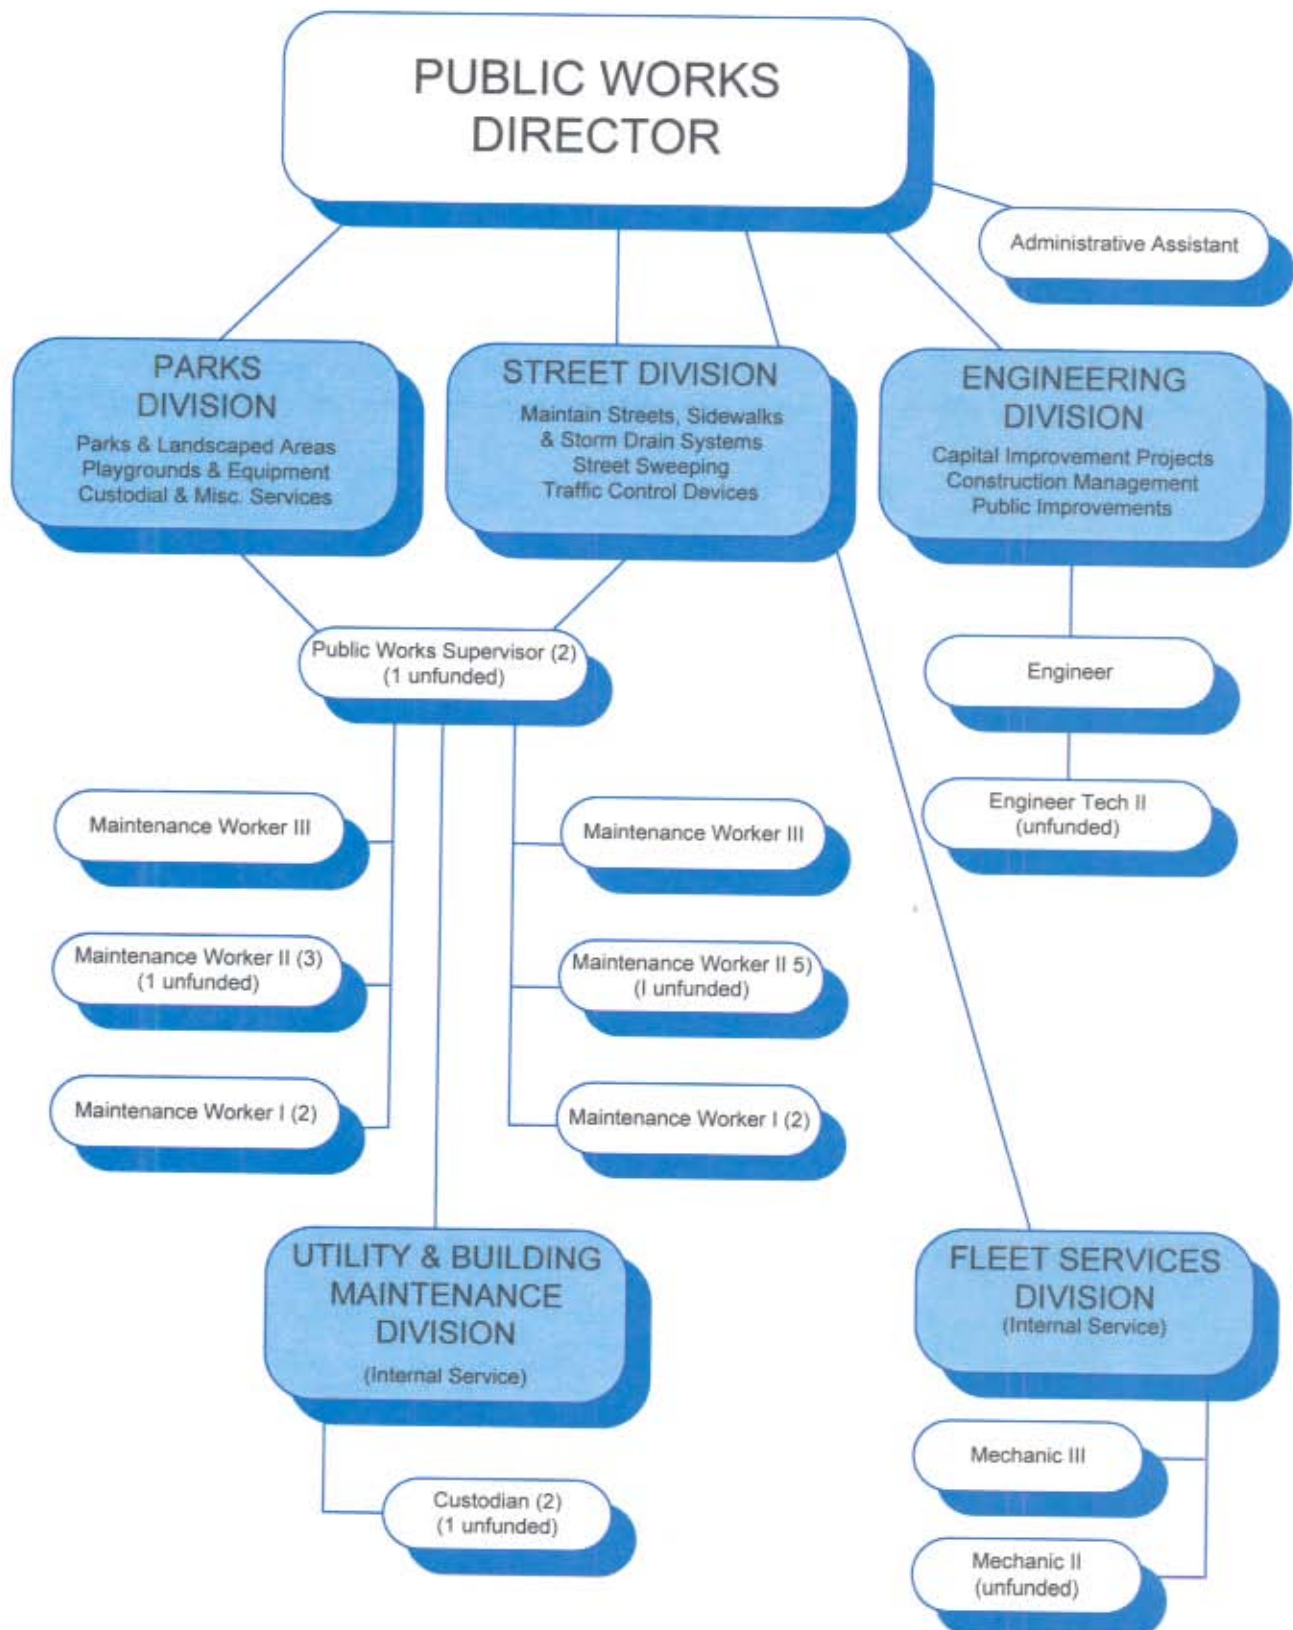 PUBLIC WORKS
DIRECTOR
Administrative Assistant
PARKS
DIVISION
Parks & Landscaped Areas
Playgrounds & Equipment
Custodial & Misc. Services
STREET DIVISION
Maintain Streets, Sidewalks
& Storm Drain Systems
Street Sweeping
Traffic Control Devices
ENGINEERING
DIVISION
Capital Improvement Projects
Construction Management
Public Improvements
Public Works Supervisor (2)
(1 unfunded)
Engineer
Engineer Tech II
(unfunded)
Maintenance Worker III
Maintenance Worker II (3)
(1 unfunded)
Maintenance Worker I (2)
Maintenance Worker III
Maintenance Worker II 5)
(I unfunded)
Maintenance Worker I (2)
UTILITY & BUILDING
MAINTENANCE
DIVISION
(Internal Service)
Custodian (2)
(1 unfunded)
FLEET SERVICES
DIVISION
(Internal Service)
Mechanic III
Mechanic II
(unfunded)